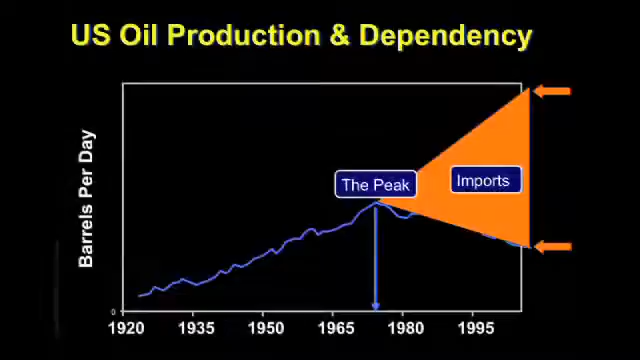 US Oil Production & Dependency
Barrels Per Day
The Peak
Imports
0
1920 1935 1950 1965 1980 1995